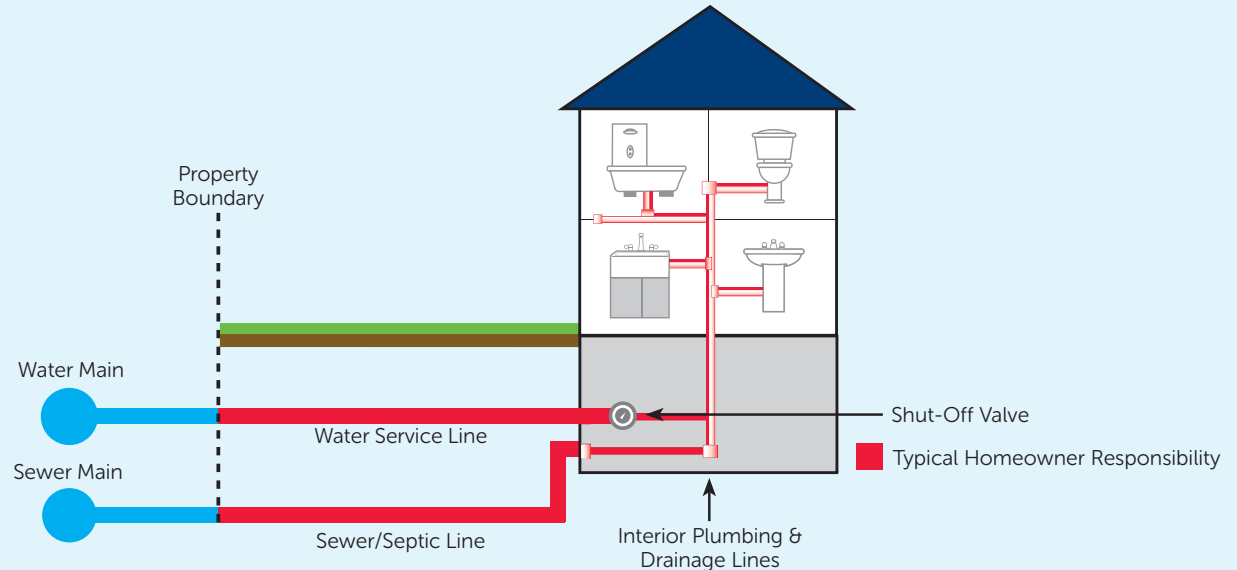 Property
Boundary
Water Main
Water Service Line
Shut-Off Valve
Typical Homeowner Responsibility
Sewer Main
Sewer/Septic Line
Interior Plumbing &
Drainage Lines